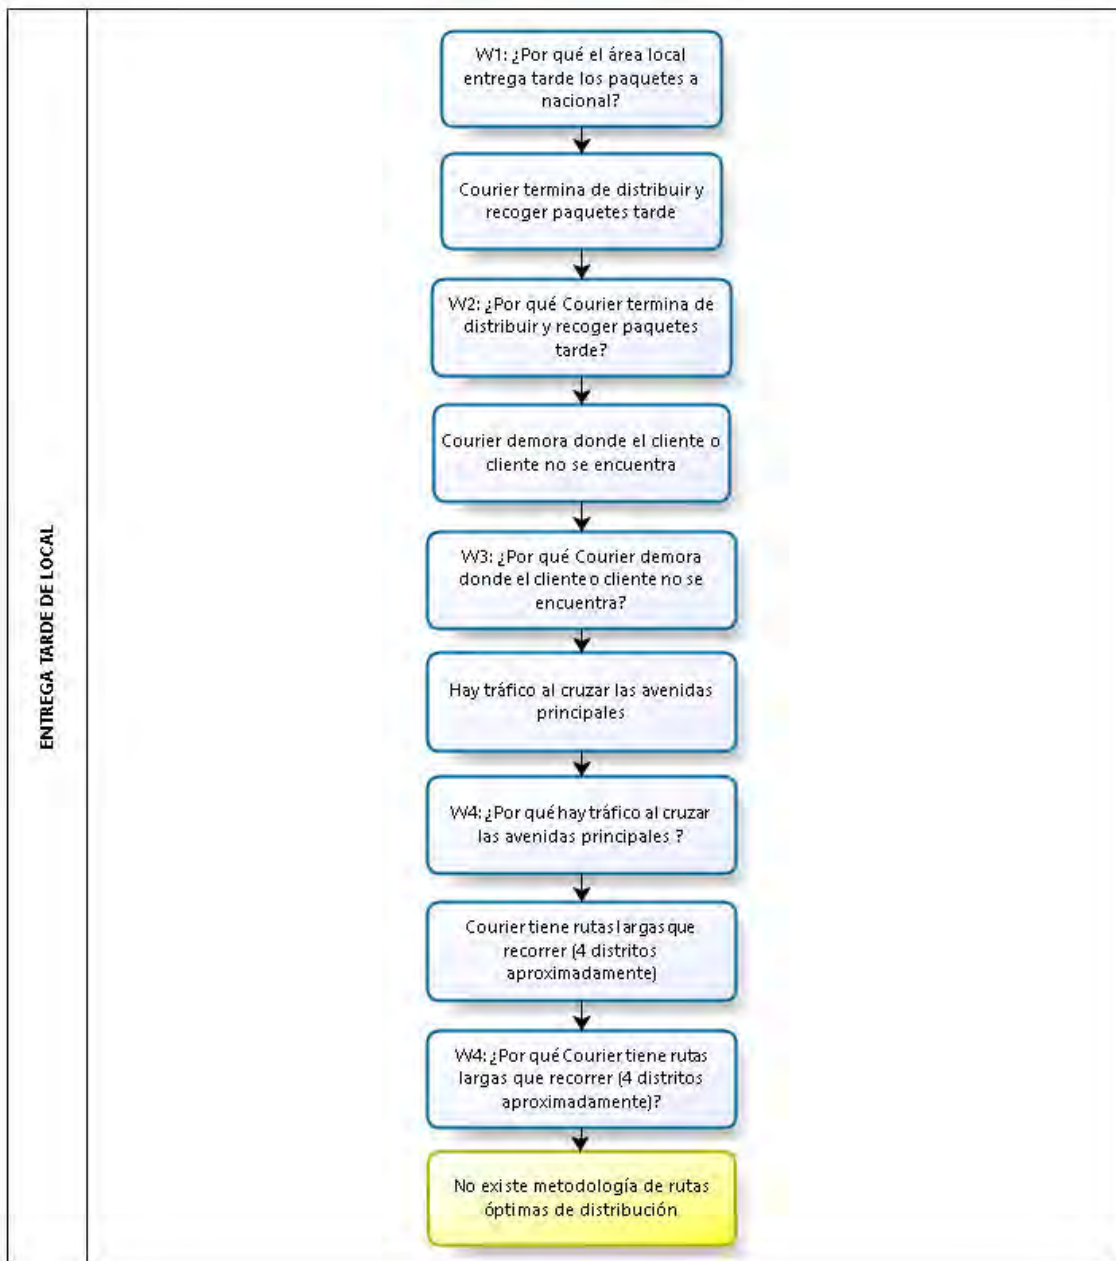 ENTREGA TARDE DE LOCAL
W1: ¿Por qué el área local
entrega tarde los paquetes a
nacional?
Courier termina de distribuir y
recoger paquetes tarde
W2: ¿Por qué Courier termina de
distribuir y recoger paquetes
tarde?
Courier demora donde el cliente o
cliente no se encuentra
W3: ¿Por qué Courier demora
donde el cliente o cliente no se
encuentra?
Hay tráfico al cruzar las avenidas
principales
W4: ¿Por qué hay tráfico al cruzar
las avenidas principales ?
Courier tiene rutas largas que
recorrer (4 distritos
aproximadamente)
W4: ¿Por qué Courier tiene rutas
largas que recorrer (4 distritos
aproximadamente)?
No existe metodología de rutas
óptimas de distribución